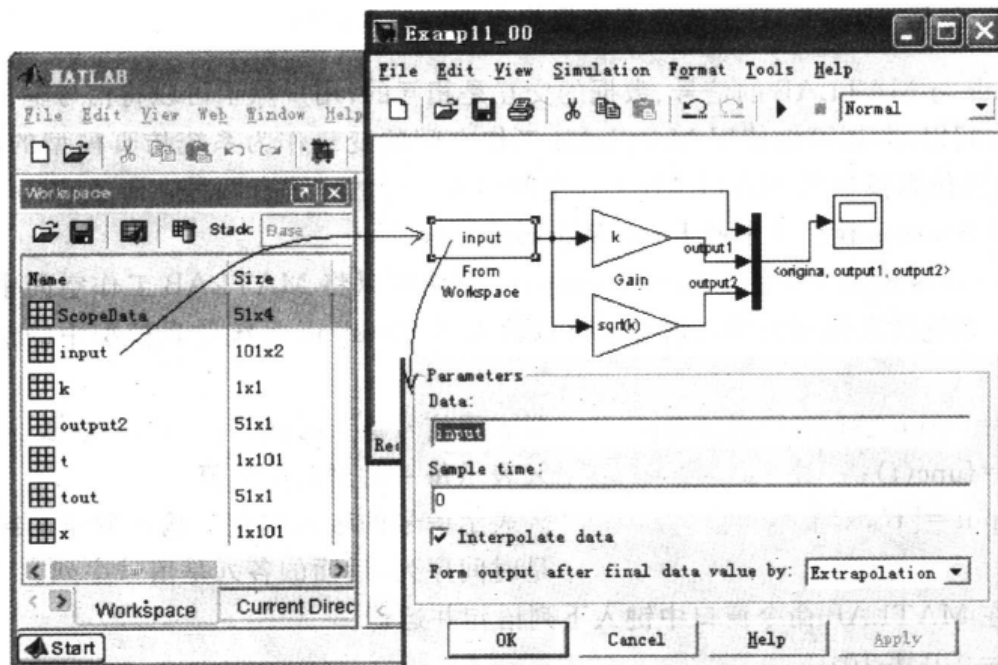 Examp11_00
File Edit View Simulation Format Tools Help
Normal
MATLAB
File Edit View Web Window Help
Workspace
Stack: Base
Name Size
ScopeData 51x4
input 101x2
k 1x1
output2 51x1
t 1x101
tout 51x1
x 1x101
Workspace Current Direc
Start
input
From
Workspace
k
Gain
output1
sqrt(k)
output2
<origina, output1, output2>
Parameters
Data:
input
Sample time:
0
Interpolate data
Form output after final data value by: Extrapolation
OK Cancel Help Apply